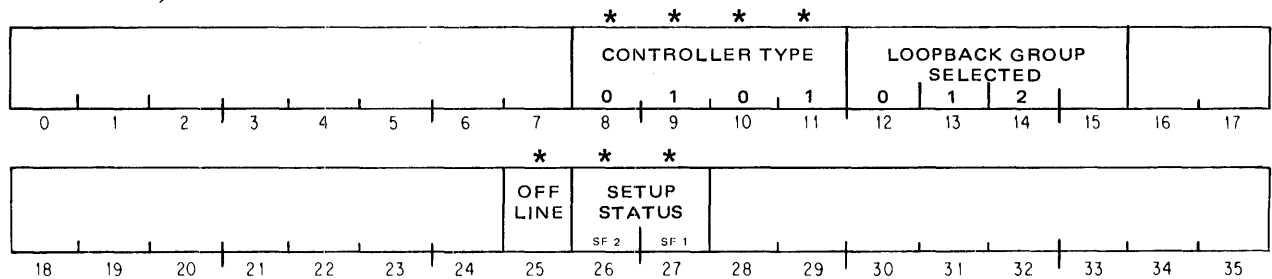 * * * *
CONTROLLER TYPE LOOPBACK GROUP
SELECTED
0 1 0 1 0 1 2
0 1 2 3 4 5 6 7 8 9 10 11 12 13 14 15 16 17
* * *
OFF SETUP
LINE STATUS
SF 2 SF 1
18 19 20 21 22 23 24 25 26 27 28 29 30 31 32 33 34 35